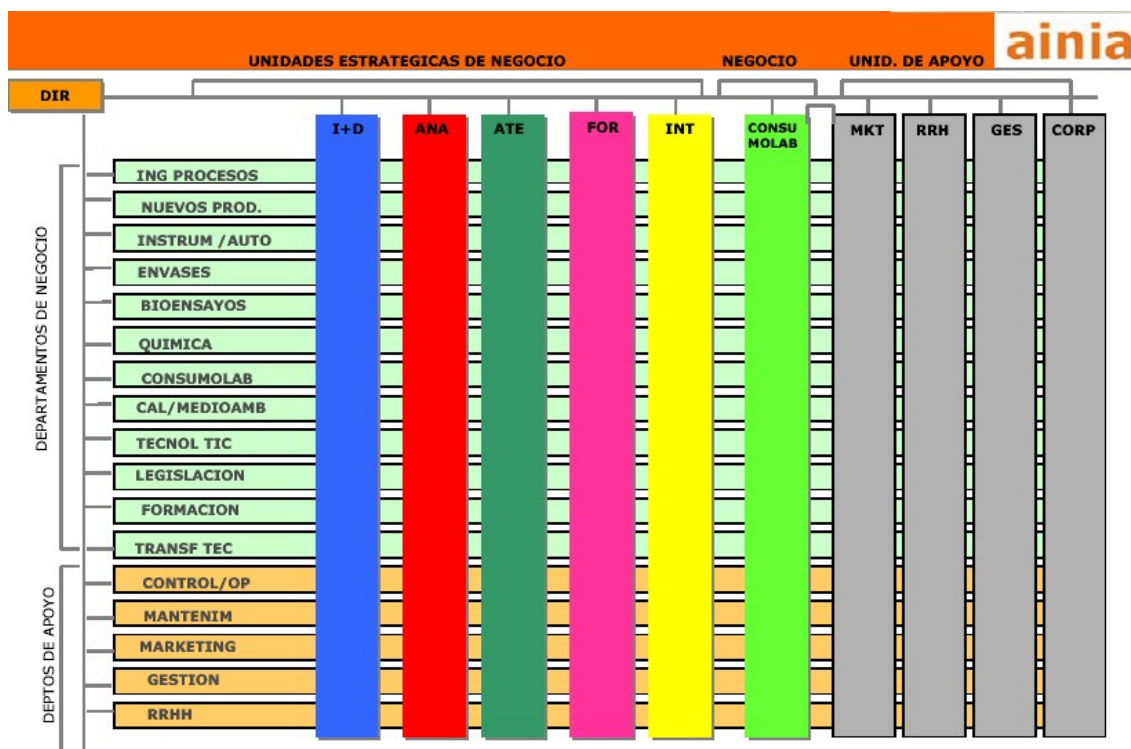 ainia
UNIDADES ESTRATEGICAS DE NEGOCIO
NEGOCIO
UNID. DE APOYO
DIR
I+D
ANA
ATE
FOR
INT
CONSU
MOLAB
MKT
RRH
GES
CORP
DEPARTAMENTOS DE NEGOCIO
ING PROCESOS
NUEVOS PROD.
INSTRUM /AUTO
ENVASES
BIOENSAYOS
QUIMICA
CONSUMOLAB
CAL/MEDIOAMB
TECNOL TIC
LEGISLACION
FORMACION
TRANSF TEC
DEPTOS DE APOYO
CONTROL/OP
MANTENIM
MARKETING
GESTION
RRHH